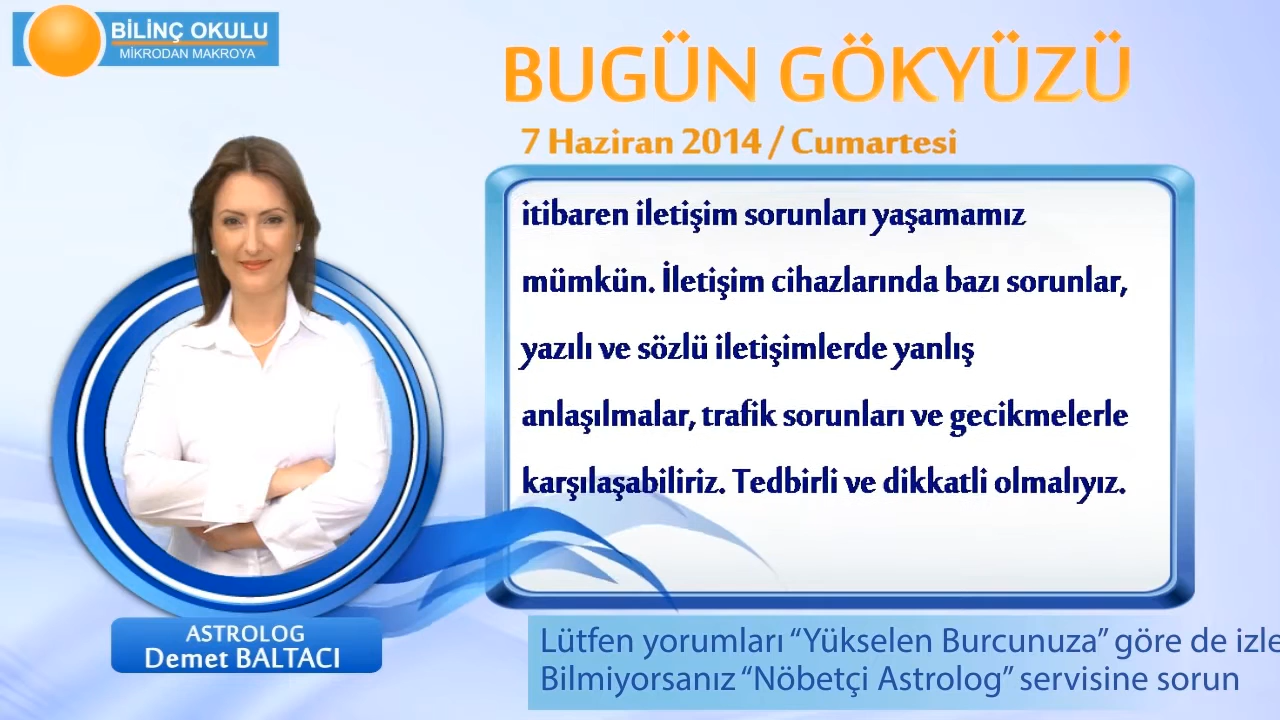 BİLİNÇ OKULU
MİKRODAN MAKROYA
BUGÜN GÖKYÜZÜ
7 Haziran 2014 / Cumartesi
itibaren iletişim sorunları yaşamamız
mümkün. İletişim cihazlarında bazı sorunlar,
yazılı ve sözlü iletişimlerde yanlış
anlaşılmalar, trafik sorunları ve gecikmelerle
karşılaşabiliriz. Tedbirli ve dikkatli olmalıyız.
ASTROLOG
Demet BALTACI
Lütfen yorumları “Yükselen Burcunuza” göre de izle
Bilmiyorsanız “Nöbetçi Astrolog” servisine sorun